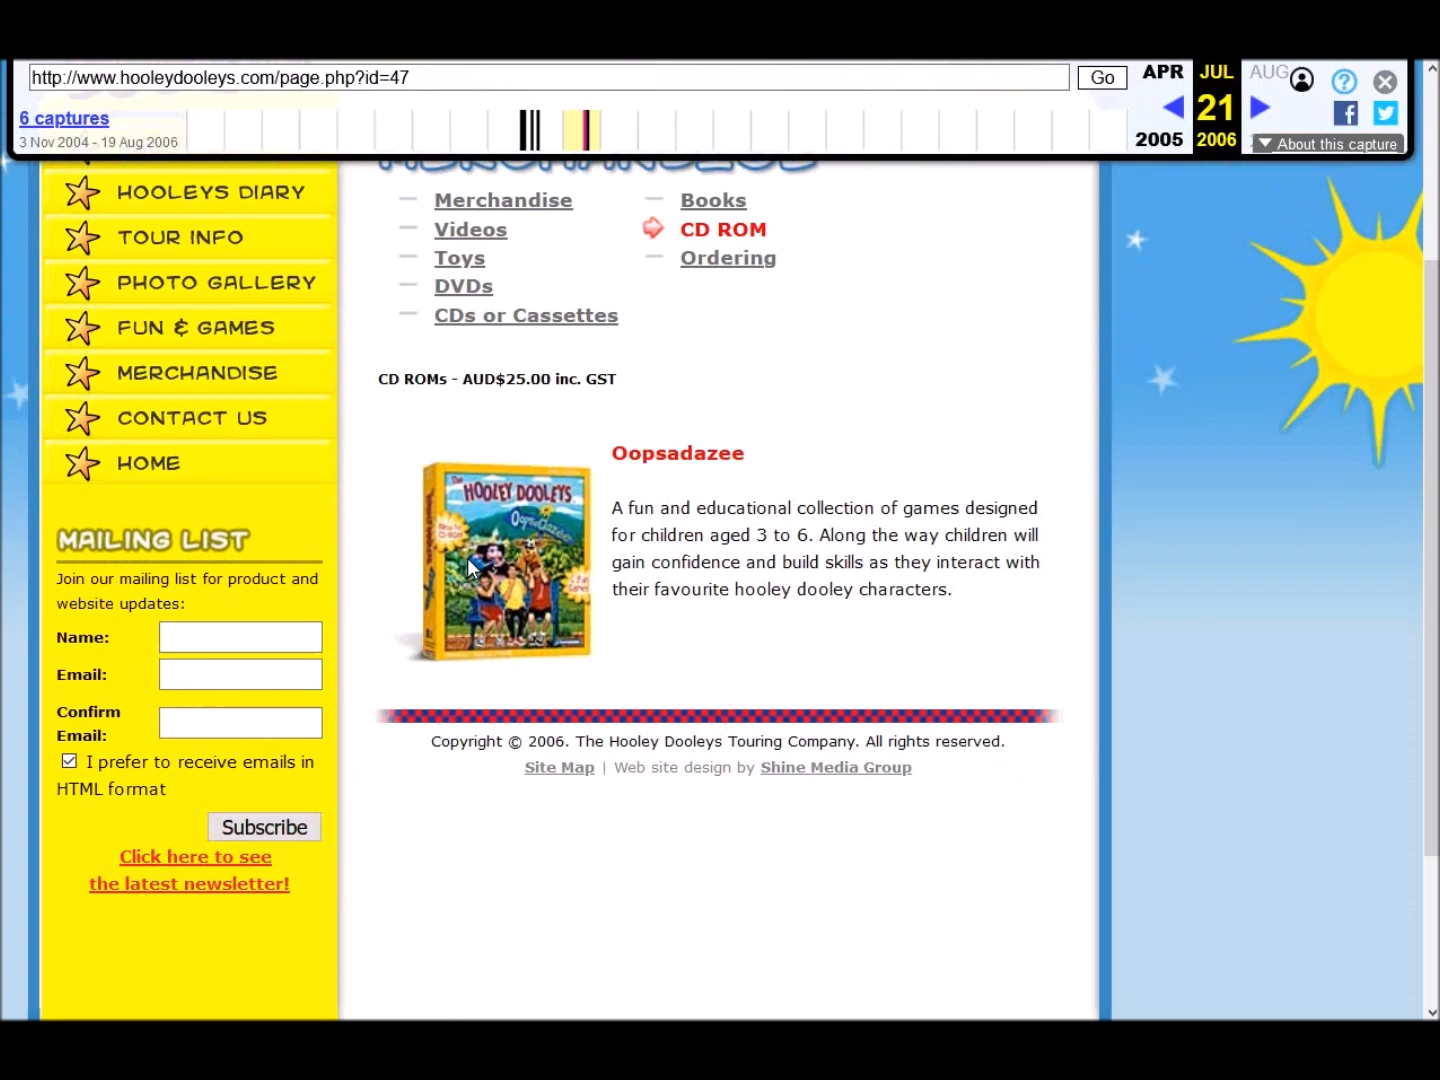 http://www.hooleydooleys.com/page.php?id=47
Go
APR
JUL
AUG
6 captures
21
3 Nov 2004 - 19 Aug 2006
2005
2006
About this capture
HOOLEYS DIARY
TOUR INFO
PHOTO GALLERY
FUN & GAMES
MERCHANDISE
CONTACT US
HOME
MAILING LIST
Join our mailing list for product and
website updates:
Name:
Email:
Confirm
Email:
I prefer to receive emails in
HTML format
Subscribe
Click here to see
the latest newsletter!
Merchandise
Videos
Toys
DVDs
CDs or Cassettes
Books
CD ROM
Ordering
CD ROMs - AUD$25.00 inc. GST
The
HOOLEY DOOLEYS
Oopsadazee
Oopsadazee
A fun and educational collection of games designed
for children aged 3 to 6. Along the way children will
gain confidence and build skills as they interact with
their favourite hooley dooley characters.
Copyright © 2006. The Hooley Dooleys Touring Company. All rights reserved.
Site Map | Web site design by Shine Media Group